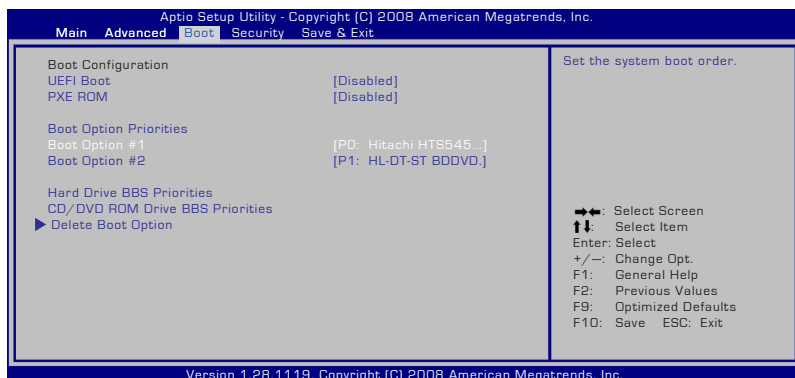 Aptio Setup Utility - Copyright (C) 2008 American Megatrends, Inc.
Main Advanced Boot Security Save & Exit
Boot Configuration
UEFI Boot [Disabled]
PXE ROM [Disabled]
Boot Option Priorities
Boot Option #1 [P0: Hitachi HTS545...]
Boot Option #2 [P1: HL-DT-ST BDDVD.]
Hard Drive BBS Priorities
CD/DVD ROM Drive BBS Priorities
Delete Boot Option
Set the system boot order.
→←: Select Screen
↑↓: Select Item
Enter: Select
+/—: Change Opt.
F1: General Help
F2: Previous Values
F9: Optimized Defaults
F10: Save ESC: Exit
Version 1.28.1119. Copyright (C) 2008 American Megatrends, Inc.